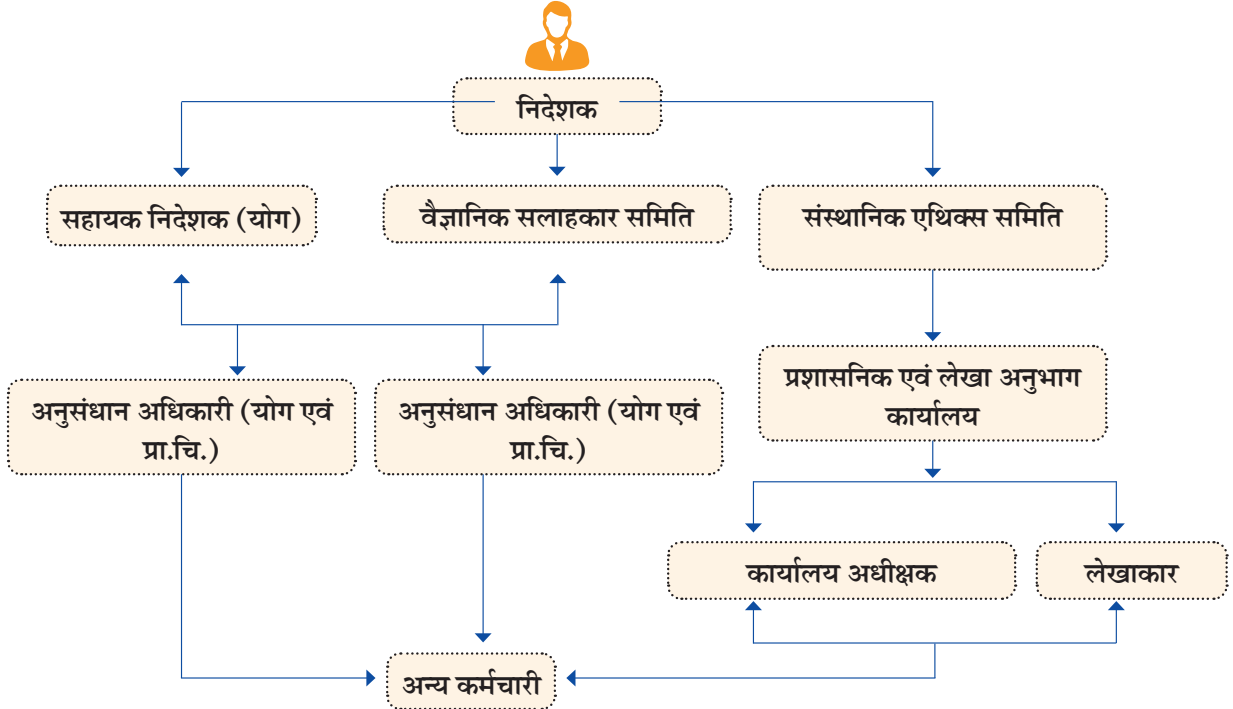 निदेशक
सहायक निदेशक (योग)
वैज्ञानिक सलाहकार समिति
संस्थानिक एथिक्स समिति
अनुसंधान अधिकारी (योग एवं
प्रा.चि.)
अनुसंधान अधिकारी (योग एवं
प्रा.चि.)
प्रशासनिक एवं लेखा अनुभाग
कार्यालय
कार्यालय अधीक्षक
लेखाकार
अन्य कर्मचारी